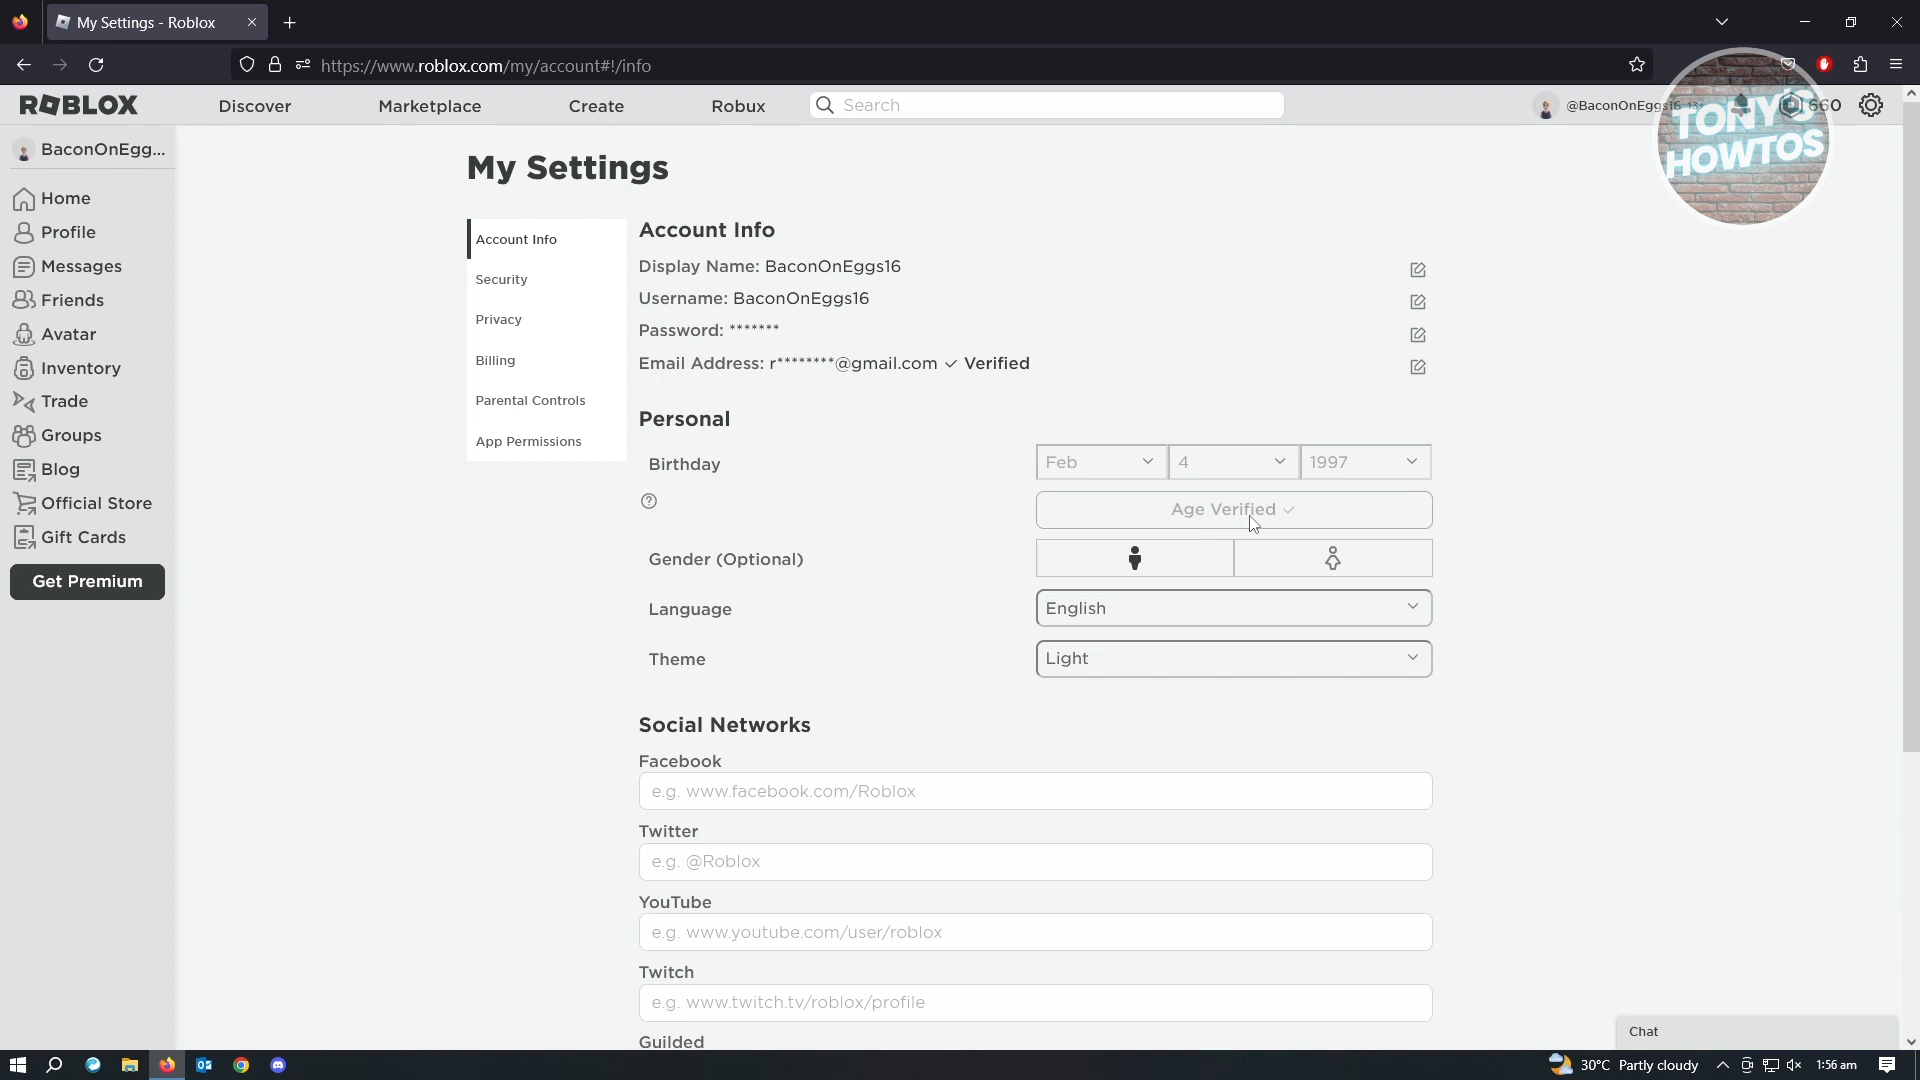 My Settings - Roblox
https://www.roblox.com/my/account#!/info
ROBLOX
Discover
Marketplace
Create
Robux
Search
@BaconOnEggs16 13+
660
TONY'S
HOWTOS
BaconOnEgg...
Home
Profile
Messages
Friends
Avatar
Inventory
Trade
Groups
Blog
Official Store
Gift Cards
Get Premium
My Settings
Account Info
Security
Privacy
Billing
Parental Controls
App Permissions
Account Info
Display Name: BaconOnEggs16
Username: BaconOnEggs16
Password: *******
Email Address: r********@gmail.com ✓ Verified
Personal
Birthday
Feb
4
1997
Age Verified ✓
Gender (Optional)
Language
English
Theme
Light
Social Networks
Facebook
e.g. www.facebook.com/Roblox
Twitter
e.g. @Roblox
YouTube
e.g. www.youtube.com/user/roblox
Twitch
e.g. www.twitch.tv/roblox/profile
Guilded
Chat
30°C Partly cloudy
1:56 am